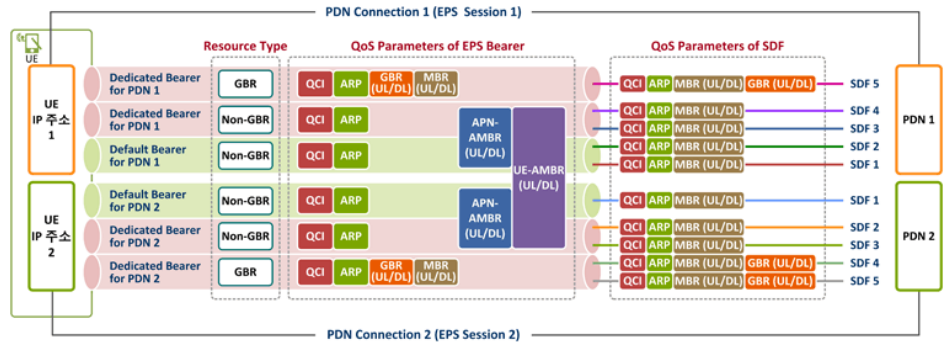 PDN Connection 1 (EPS Session 1)
UE
Resource Type
QoS Parameters of EPS Bearer
QoS Parameters of SDF
UE
IP 주소
1
Dedicated Bearer
for PDN 1
GBR
QCI ARP GBR (UL/DL) MBR (UL/DL)
QCI ARP MBR (UL/DL) GBR (UL/DL)
SDF 5
Dedicated Bearer
for PDN 1
Non-GBR
QCI ARP
QCI ARP MBR (UL/DL)
SDF 4
QCI ARP MBR (UL/DL)
SDF 3
Default Bearer
for PDN 1
Non-GBR
QCI ARP
QCI ARP MBR (UL/DL)
SDF 2
QCI ARP MBR (UL/DL)
SDF 1
APN-
AMBR
(UL/DL)
UE-AMBR
(UL/DL)
PDN 1
UE
IP 주소
2
Default Bearer
for PDN 2
Non-GBR
QCI ARP
QCI ARP MBR (UL/DL)
SDF 1
APN-
AMBR
(UL/DL)
Dedicated Bearer
for PDN 2
Non-GBR
QCI ARP
QCI ARP MBR (UL/DL)
SDF 2
QCI ARP MBR (UL/DL)
SDF 3
Dedicated Bearer
for PDN 2
GBR
QCI ARP GBR (UL/DL) MBR (UL/DL)
QCI ARP MBR (UL/DL) GBR (UL/DL)
SDF 4
QCI ARP MBR (UL/DL) GBR (UL/DL)
SDF 5
PDN 2
PDN Connection 2 (EPS Session 2)